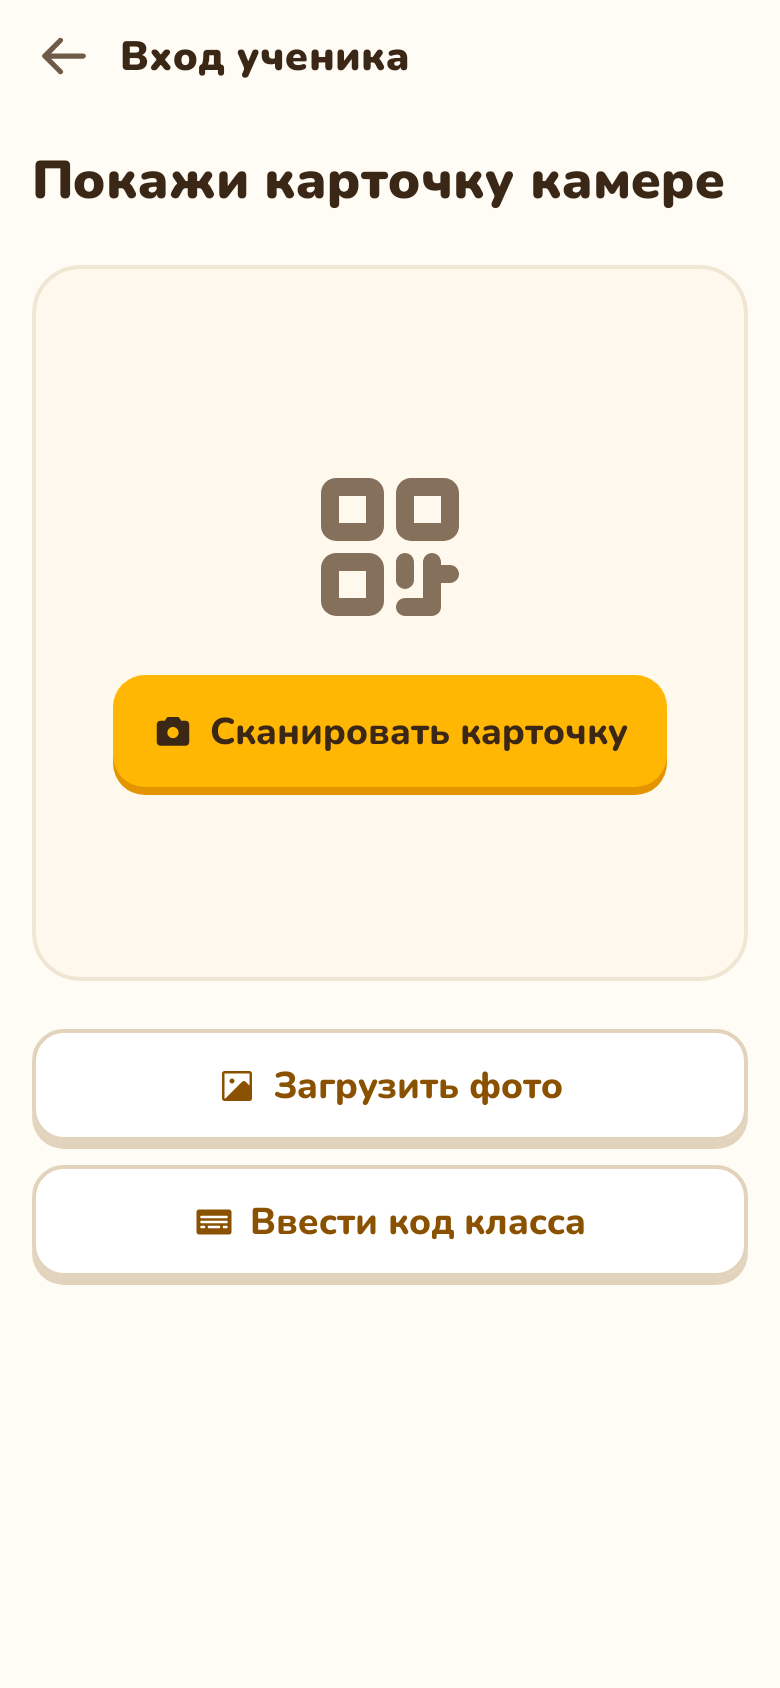 Вход ученика
Покажи карточку камере
Сканировать карточку
Загрузить фото
Ввести код класса